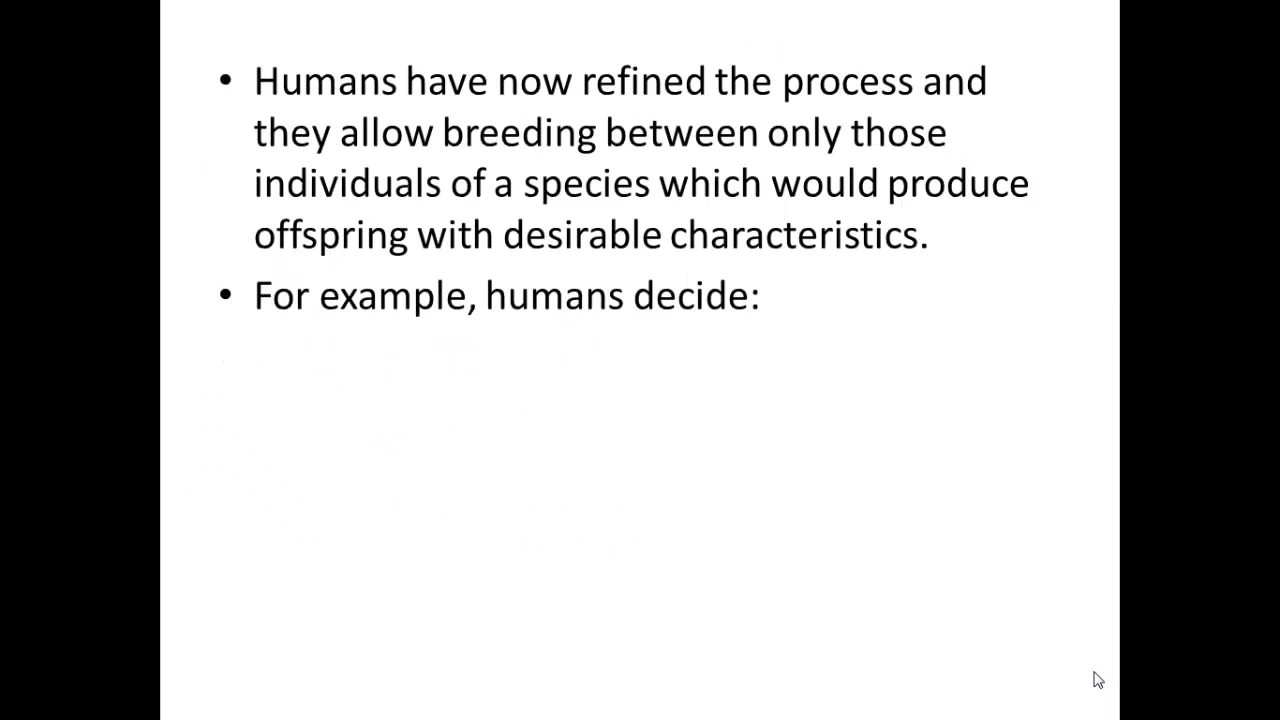 • Humans have now refined the process and
they allow breeding between only those
individuals of a species which would produce
offspring with desirable characteristics.
• For example, humans decide: